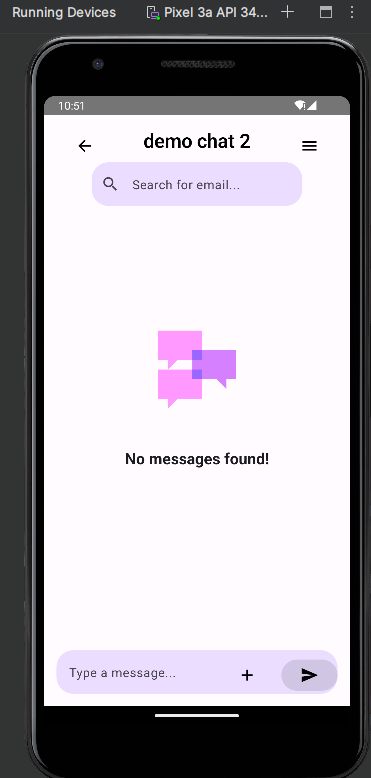 Running Devices
Pixel 3a API 34...
10:51
demo chat 2
Search for email...
No messages found!
Type a message...